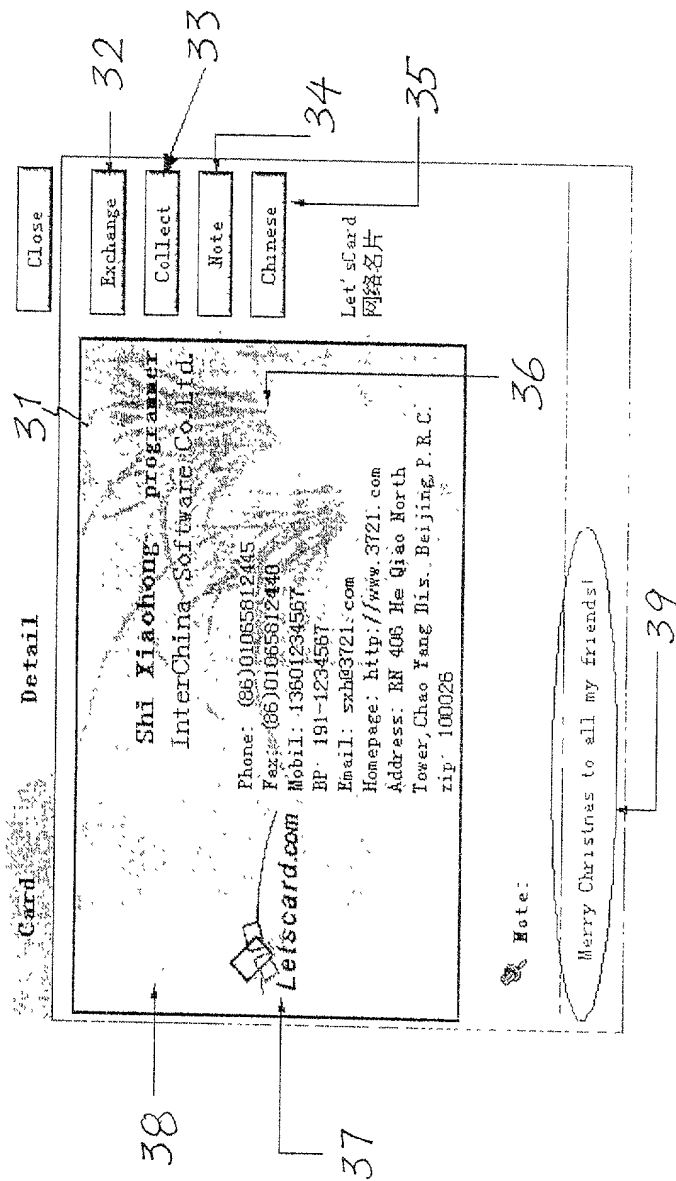 Card
Detail
Close
31
Shi Xiaohong programmer
InterChina Software Co.Ltd.
Phone: (86)01065812445
Fax: (86)01065812440
Mobil: 13601234567
BP: 191-1234567
Email: sxh@3721.com
Homepage: http://www.3721.com
Address: RN 406 He Qiao North
Tower, Chao Yang Dis. Beijing, P. R. C.
zip: 100026
Letscard.com
Exchange
Collect
Note
Chinese
Let'sCard
网络名片
32
33
34
35
36
37
38
Note:
Merry Christmas to all my friends!
39